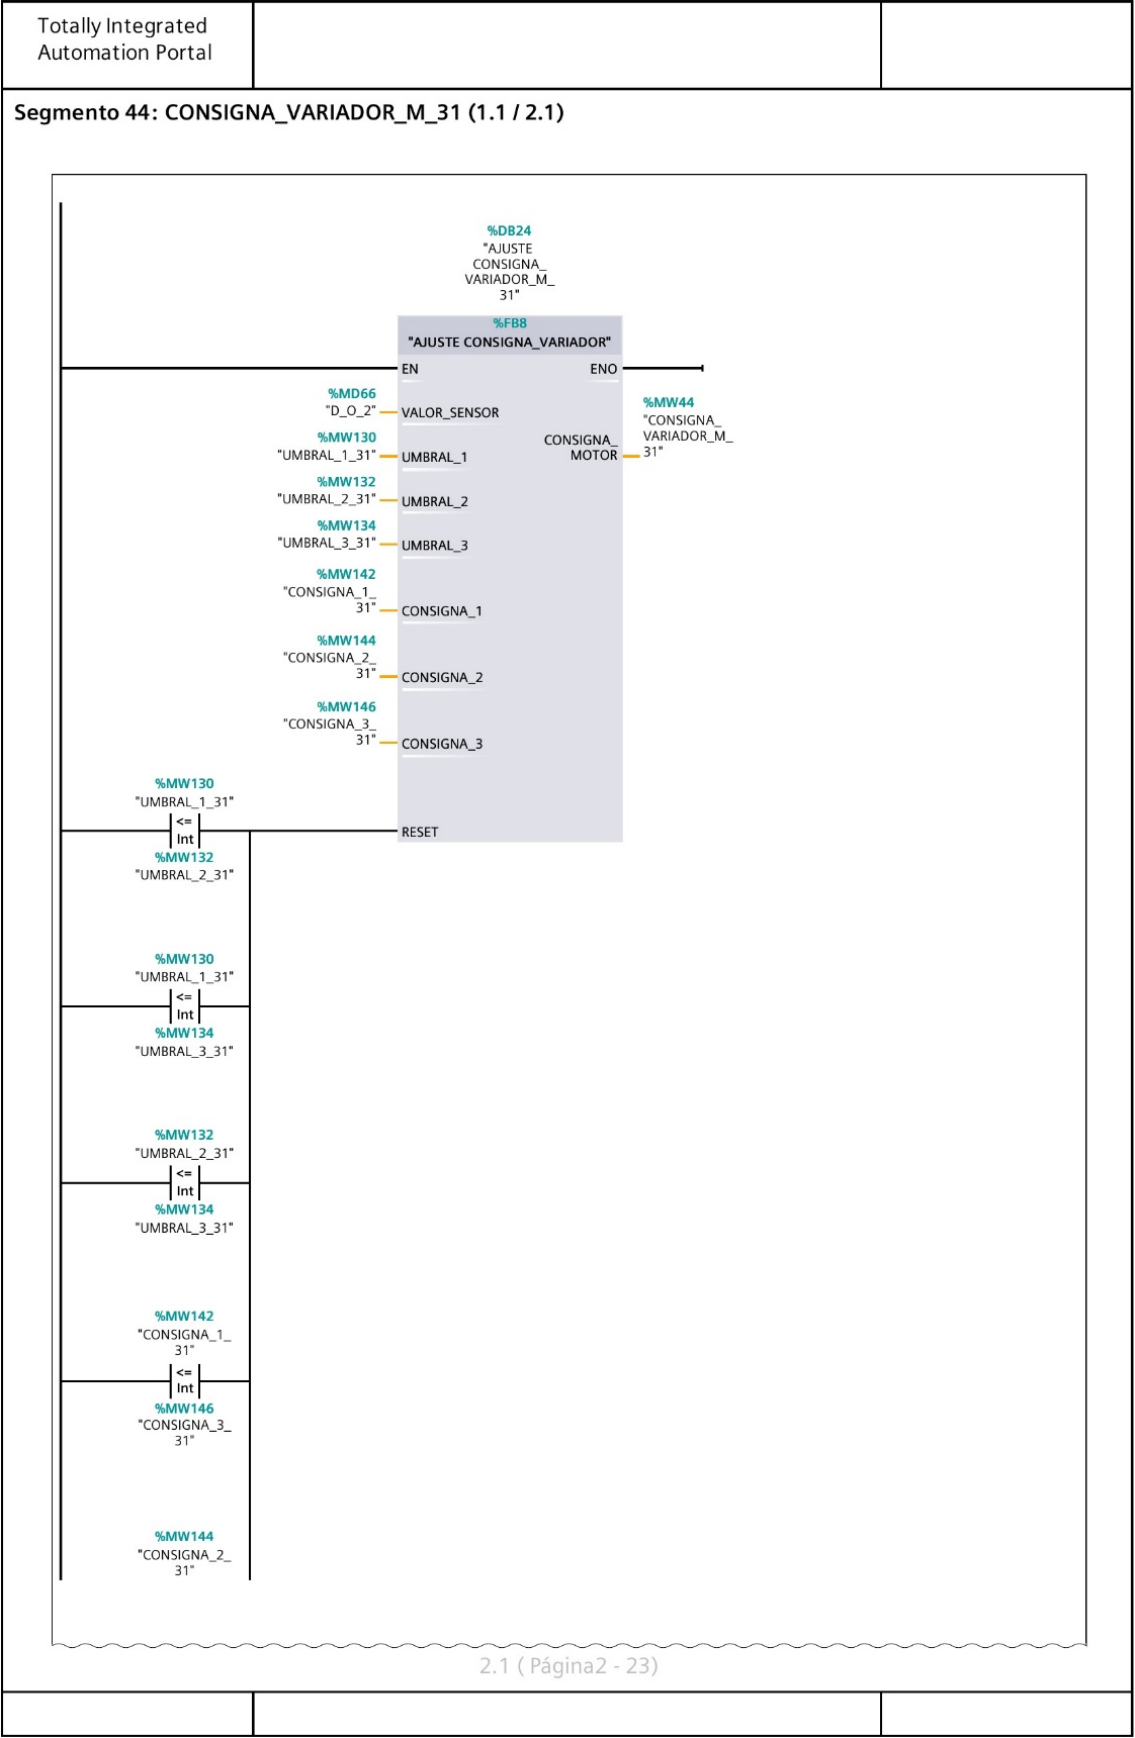 Totally Integrated
Automation Portal
Segmento 44: CONSIGNA_VARIADOR_M_31 (1.1 / 2.1)
%DB24
"AJUSTE
CONSIGNA_
VARIADOR_M_
31"
%FB8
"AJUSTE CONSIGNA_VARIADOR"
EN
ENO
%MD66
"D_O_2"
VALOR_SENSOR
%MW44
"CONSIGNA_
VARIADOR_M_
31"
CONSIGNA_
MOTOR
%MW130
"UMBRAL_1_31"
UMBRAL_1
%MW132
"UMBRAL_2_31"
UMBRAL_2
%MW134
"UMBRAL_3_31"
UMBRAL_3
%MW142
"CONSIGNA_1_
31"
CONSIGNA_1
%MW144
"CONSIGNA_2_
31"
CONSIGNA_2
%MW146
"CONSIGNA_3_
31"
CONSIGNA_3
%MW130
"UMBRAL_1_31"
<=
Int
RESET
%MW132
"UMBRAL_2_31"
%MW130
"UMBRAL_1_31"
<=
Int
%MW134
"UMBRAL_3_31"
%MW132
"UMBRAL_2_31"
<=
Int
%MW134
"UMBRAL_3_31"
%MW142
"CONSIGNA_1_
31"
<=
Int
%MW146
"CONSIGNA_3_
31"
%MW144
"CONSIGNA_2_
31"
2.1 ( Página2 - 23)